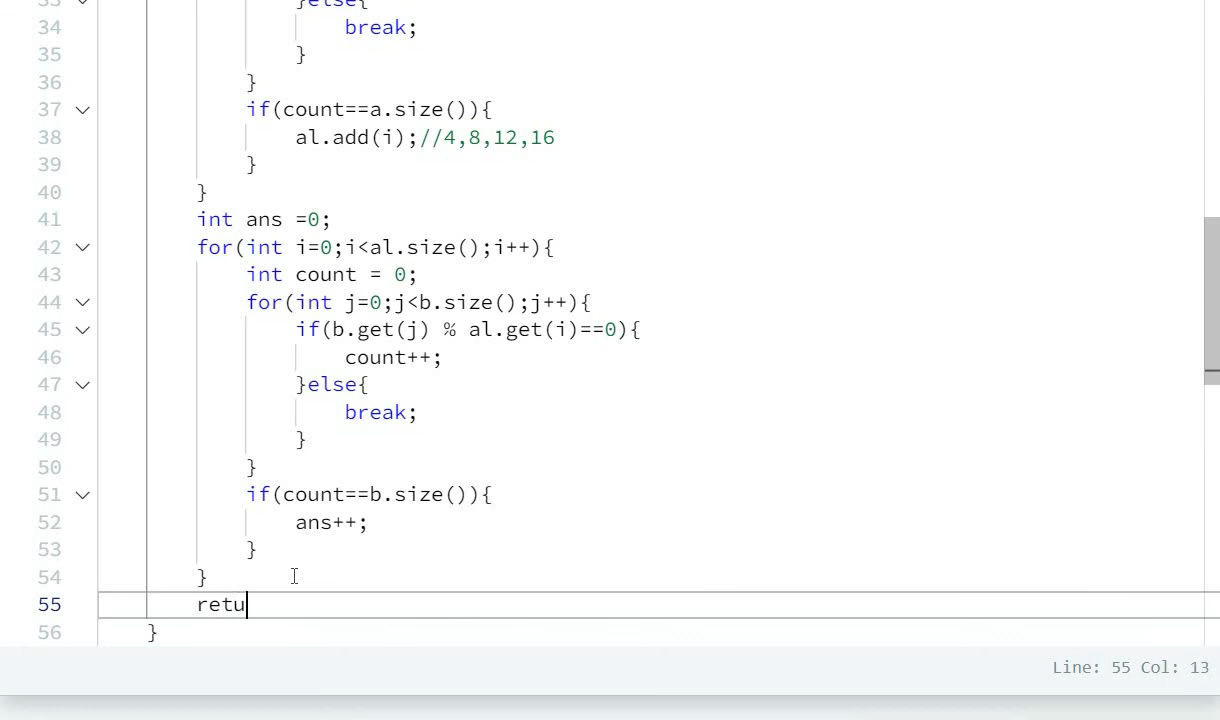 33 }else{
34 break;
35 }
36 }
37 if(count==a.size()){
38 al.add(i);//4,8,12,16
39 }
40 }
41 int ans =0;
42 for(int i=0;i<al.size();i++){
43 int count = 0;
44 for(int j=0;j<b.size();j++){
45 if(b.get(j) % al.get(i)==0){
46 count++;
47 }else{
48 break;
49 }
50 }
51 if(count==b.size()){
52 ans++;
53 }
54 }
55 retu
56 }
Line: 55 Col: 13